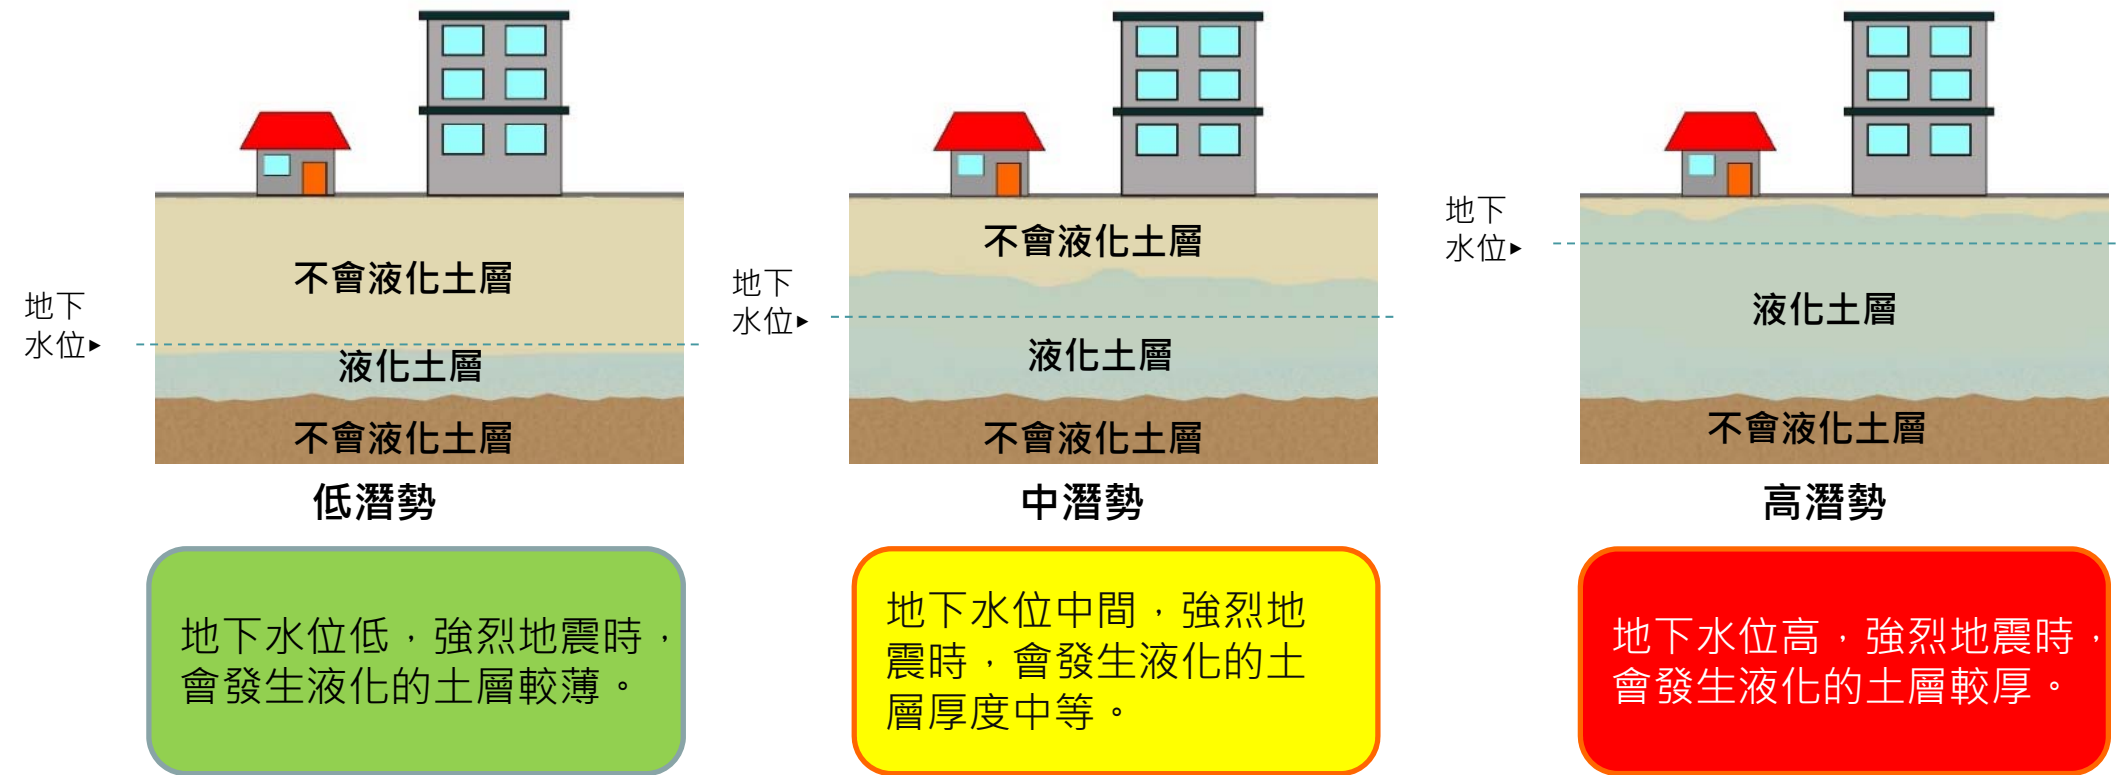 不會液化土層
地下
水位▸
液化土層
不會液化土層
低潛勢
地下水位低，強烈地震時，
會發生液化的土層較薄。
不會液化土層
地下
水位▸
液化土層
不會液化土層
中潛勢
地下水位中間，強烈地
震時，會發生液化的土
層厚度中等。
地下
水位▸
液化土層
不會液化土層
高潛勢
地下水位高，強烈地震時，
會發生液化的土層較厚。